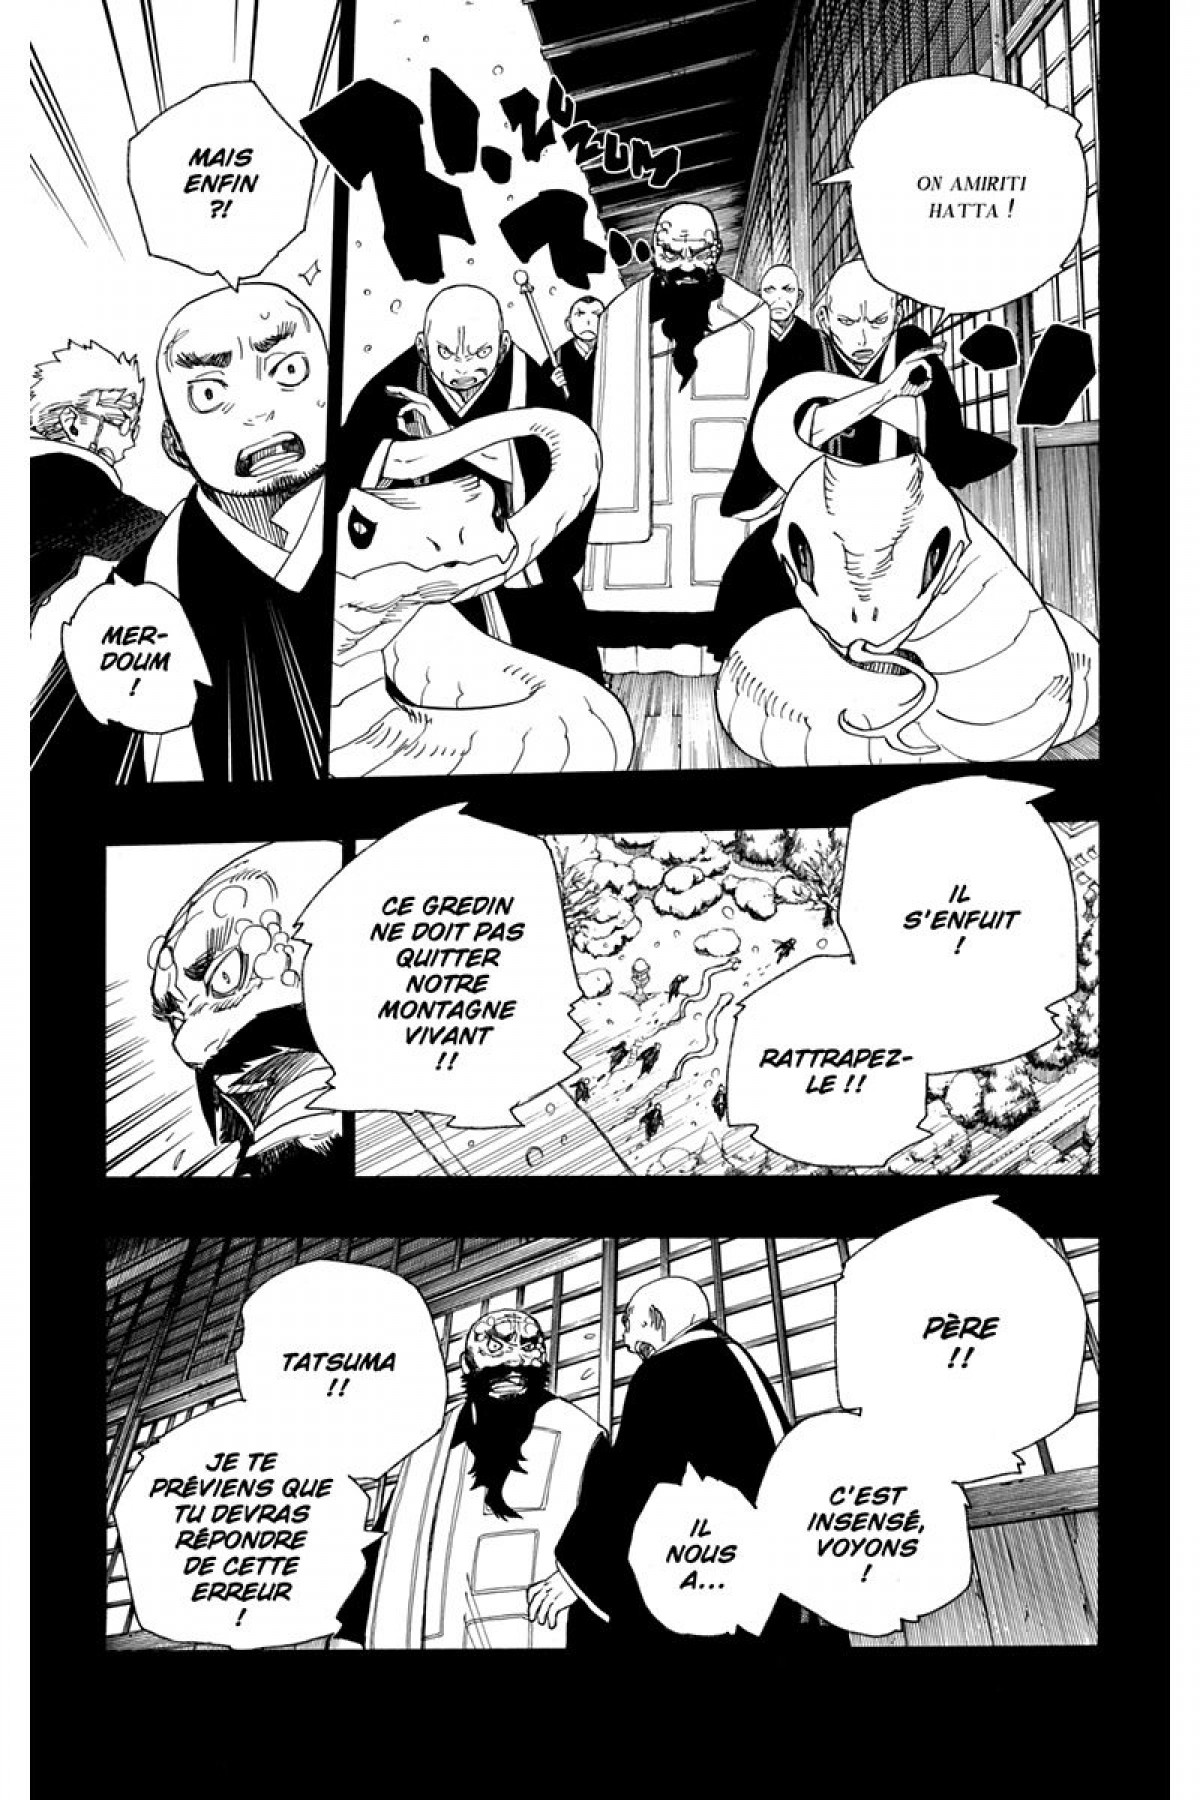 ON AMIRITI
HATTA !
ZUZUM
MAIS
ENFIN
?!
MER-
DOUM
!
IL
S'ENFUIT
!
RATTRAPEZ-
LE !!
CE GREDIN
NE DOIT PAS
QUITTER
NOTRE
MONTAGNE
VIVANT
!!
PÈRE
!!
C'EST
INSENSÉ,
VOYONS
!
IL
NOUS
A...
TATSUMA
!!
JE TE
PRÉVIENS QUE
TU DEVRAS
RÉPONDRE
DE CETTE
ERREUR
!